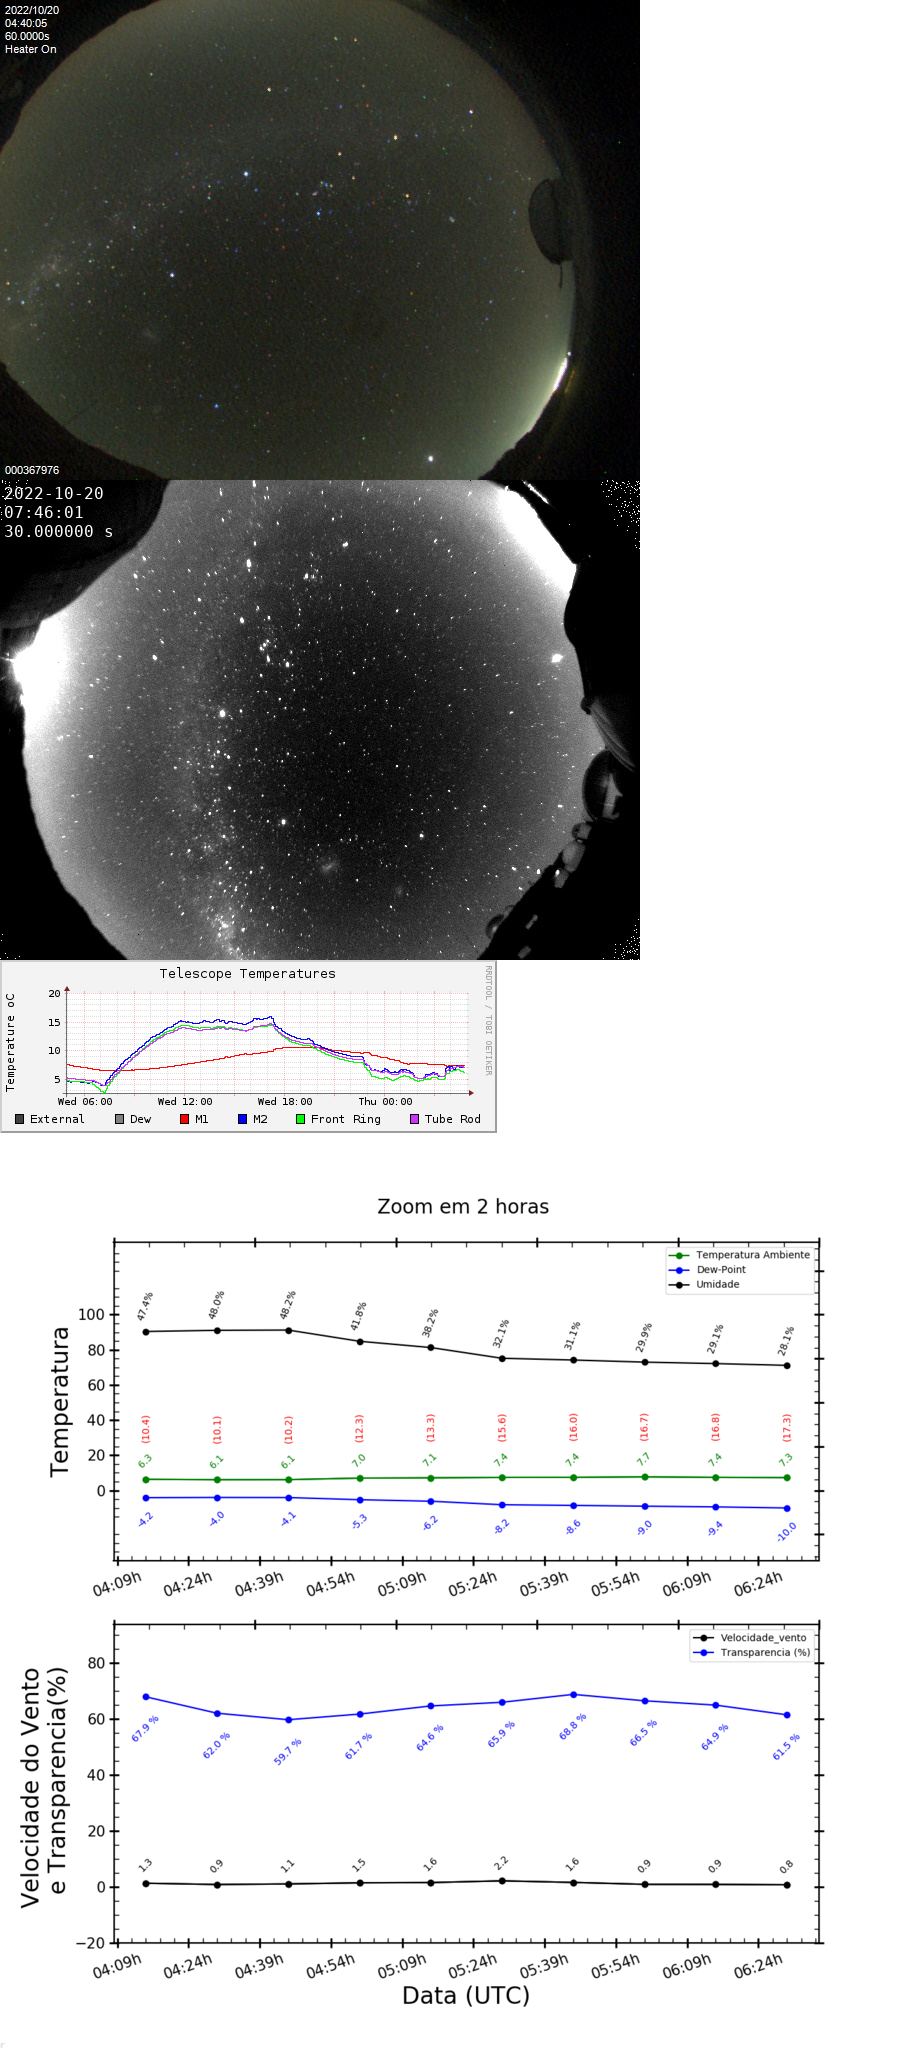 2022/10/20
04:40:05
60.0000s
Heater On
000367976
2022-10-20
07:46:01
30.000000 s
Telescope Temperatures
RRDTOOL / TOBI OETIKER
Temperature oC
20
15
10
5
Wed 06:00 Wed 12:00 Wed 18:00 Thu 00:00
External Dew M1 M2 Front Ring Tube Rod
Zoom em 2 horas
Temperatura Ambiente
Dew-Point
Umidade
Temperatura
100
80
60
40
20
0
47.4% 48.0% 48.2% 41.8% 38.2% 32.1% 31.1% 29.9% 29.1% 28.1%
(10.4) (10.1) (10.2) (12.3) (13.3) (15.6) (16.0) (16.7) (16.8) (17.3)
6.3 6.1 6.1 7.0 7.1 7.4 7.4 7.7 7.4 7.3
-4.2 -4.0 -4.1 -5.3 -6.2 -8.2 -8.6 -9.0 -9.4 -10.0
04:09h 04:24h 04:39h 04:54h 05:09h 05:24h 05:39h 05:54h 06:09h 06:24h
Velocidade_vento
Transparencia (%)
Velocidade do Vento
e Transparencia(%)
80
60
40
20
0
−20
67.9 % 62.0 % 59.7 % 61.7 % 64.6 % 65.9 % 68.8 % 66.5 % 64.9 % 61.5 %
1.3 0.9 1.1 1.5 1.6 2.2 1.6 0.9 0.9 0.8
04:09h 04:24h 04:39h 04:54h 05:09h 05:24h 05:39h 05:54h 06:09h 06:24h
Data (UTC)